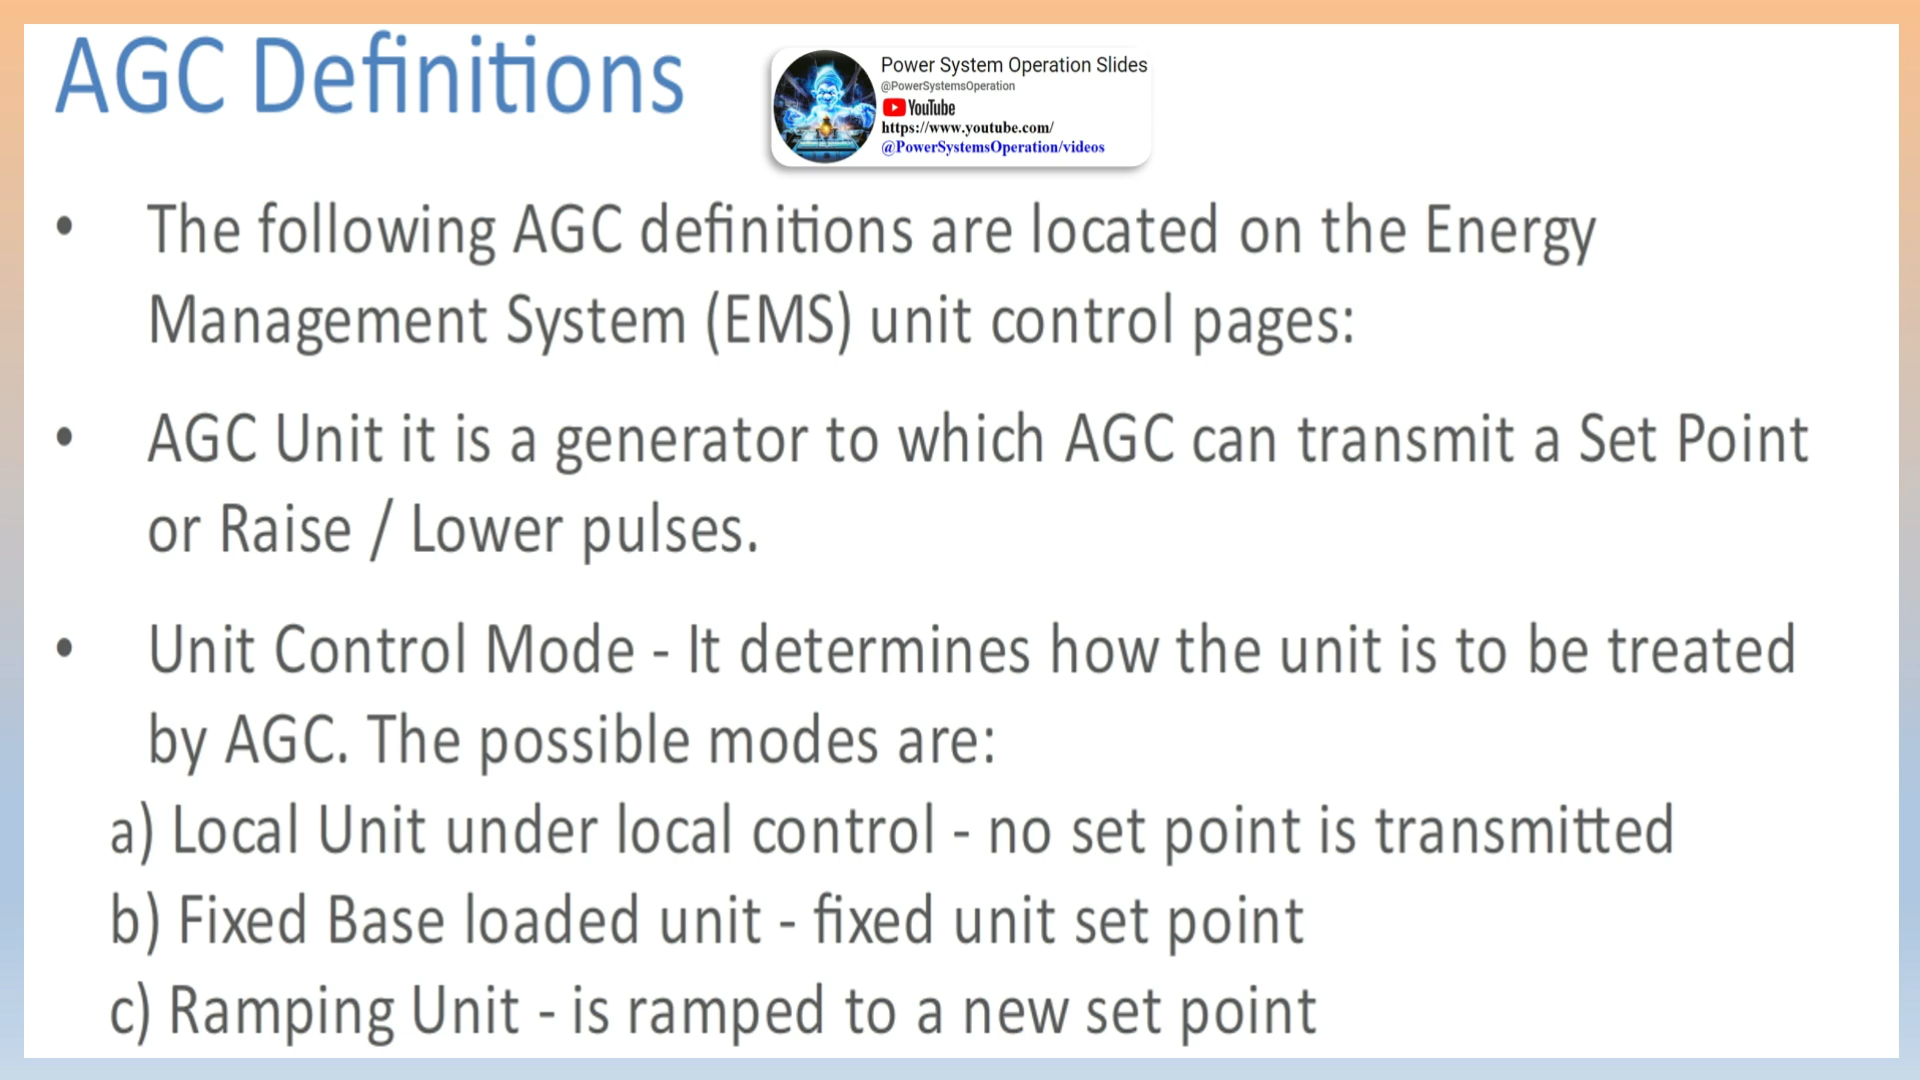 AGC Definitions
Power System Operation Slides
@PowerSystemsOperation
YouTube
https://www.youtube.com/
@PowerSystemsOperation/videos
• The following AGC definitions are located on the Energy
Management System (EMS) unit control pages:
• AGC Unit it is a generator to which AGC can transmit a Set Point
or Raise / Lower pulses.
• Unit Control Mode - It determines how the unit is to be treated
by AGC. The possible modes are:
a) Local Unit under local control - no set point is transmitted
b) Fixed Base loaded unit - fixed unit set point
c) Ramping Unit - is ramped to a new set point